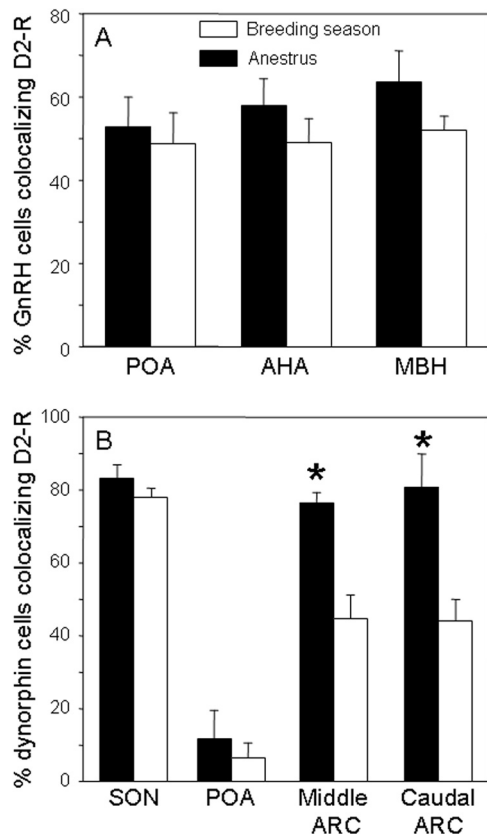 % GnRH cells colocalizing D2-R
80
60
40
20
0
A
Breeding season
Anestrus
POA AHA MBH
% dynorphin cells colocalizing D2-R
100
80
60
40
20
0
B
*
*
SON POA Middle ARC Caudal ARC